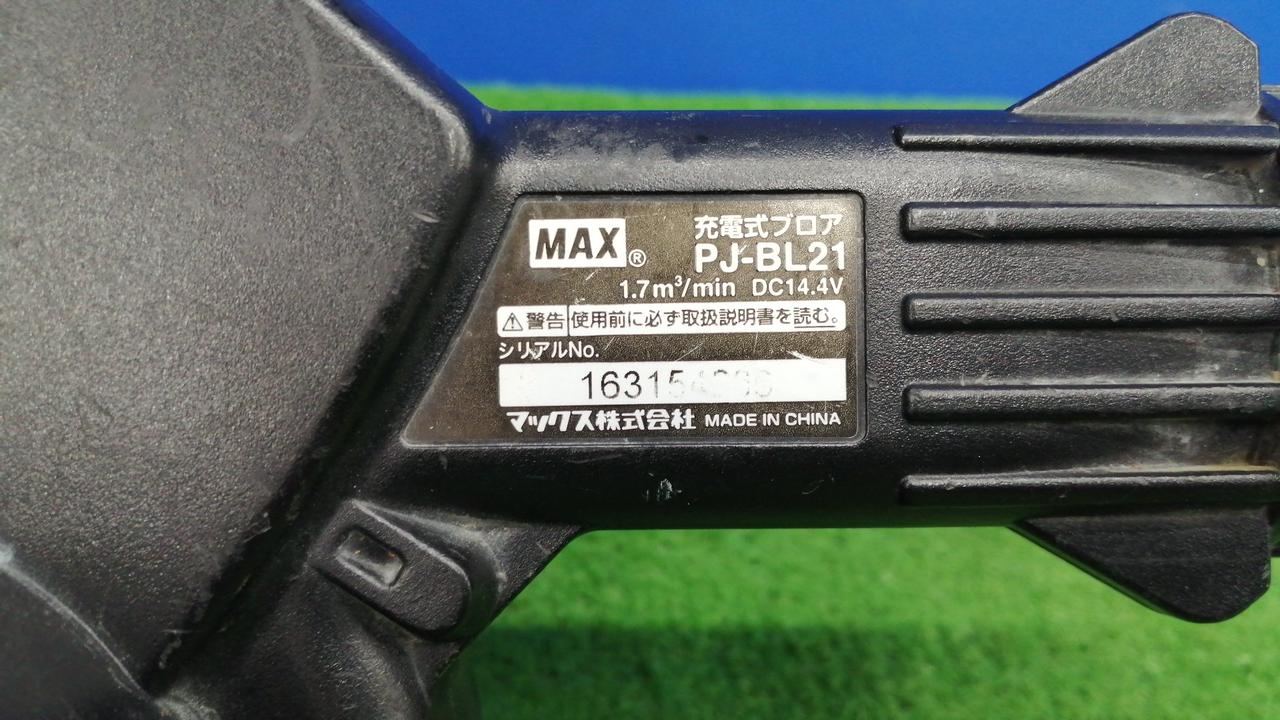 MAX®
充電式ブロア
PJ-BL21
1.7m³/min DC14.4V
⚠警告 使用前に必ず取扱説明書を読む。
シリアルNo.
マックス株式会社 MADE IN CHINA